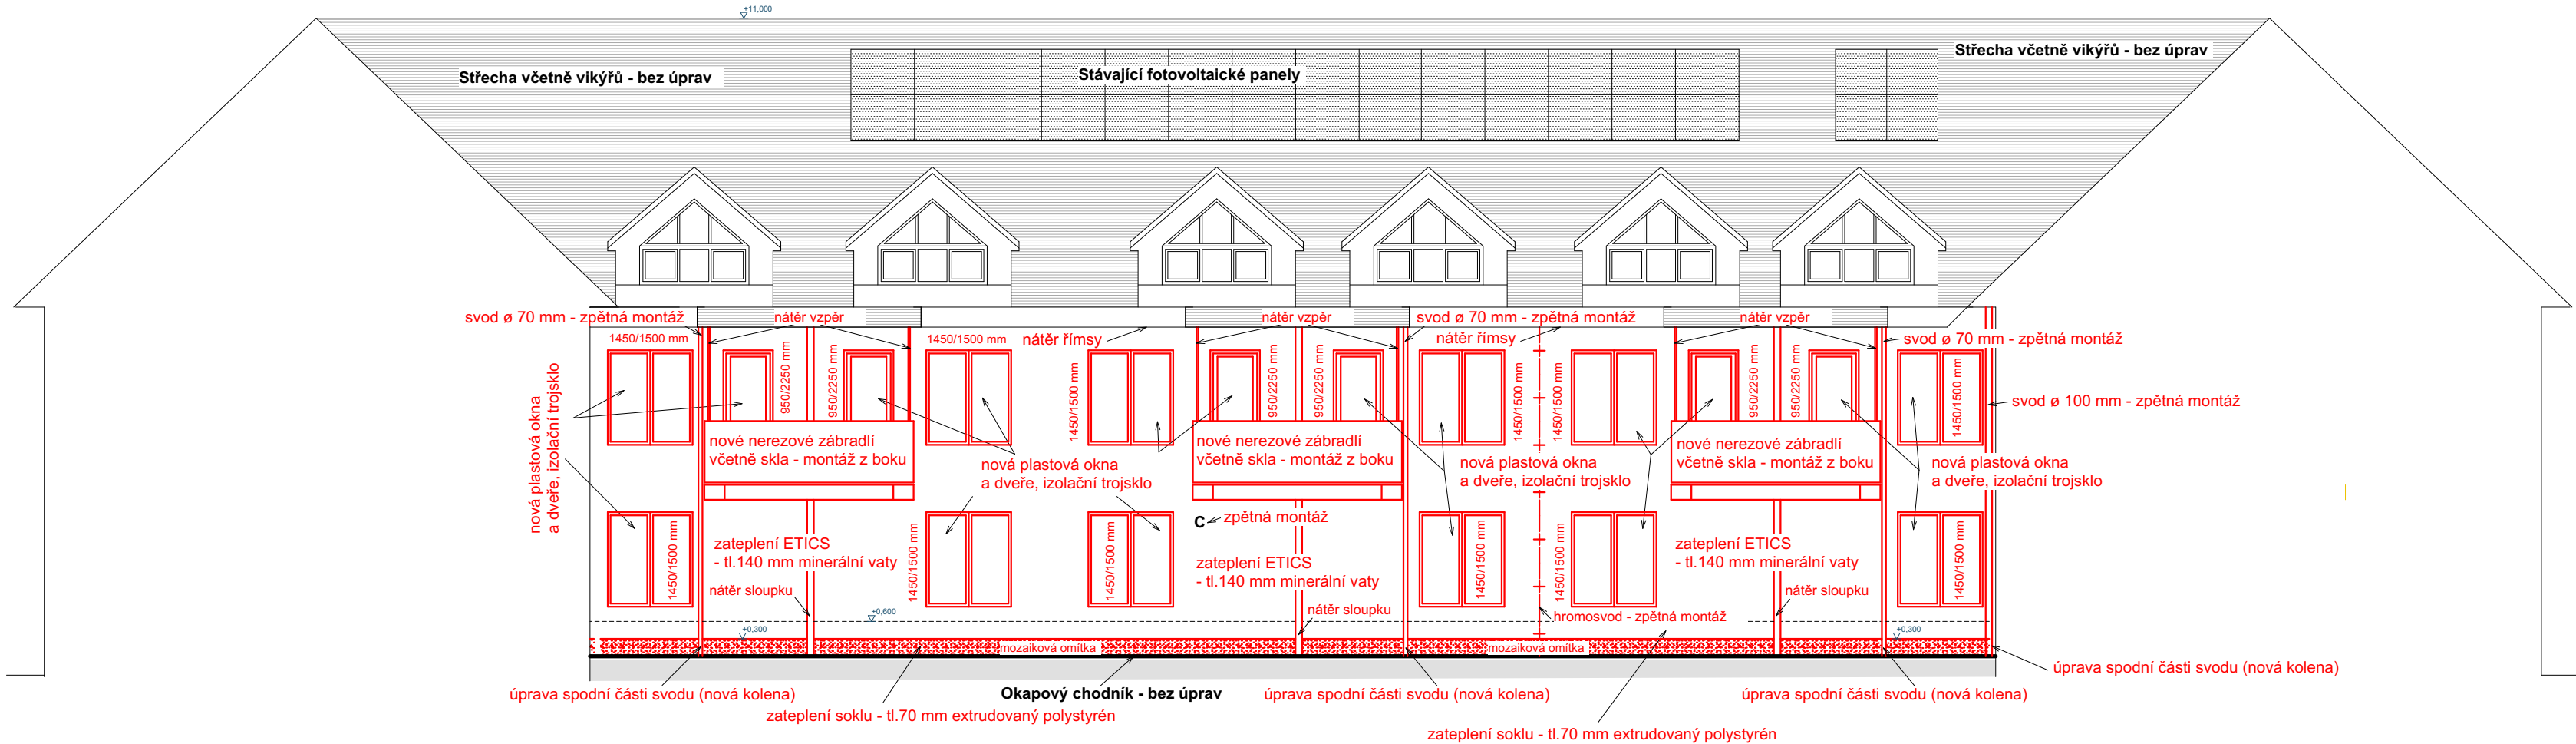 +11,000
Střecha včetně vikýřů - bez úprav
Stávající fotovoltaické panely
Střecha včetně vikýřů - bez úprav
svod ø 70 mm - zpětná montáž
nátěr vzpěr
nátěr vzpěr
svod ø 70 mm - zpětná montáž
nátěr vzpěr
1450/1500 mm
1450/1500 mm
nátěr římsy
nátěr římsy
svod ø 70 mm - zpětná montáž
950/2250 mm
950/2250 mm
1450/1500 mm
950/2250 mm
950/2250 mm
1450/1500 mm
1450/1500 mm
950/2250 mm
950/2250 mm
1450/1500 mm
svod ø 100 mm - zpětná montáž
nová plastová okna
a dveře, izolační trojsklo
nové nerezové zábradlí
včetně skla - montáž z boku
nová plastová okna
a dveře, izolační trojsklo
nové nerezové zábradlí
včetně skla - montáž z boku
nová plastová okna
a dveře, izolační trojsklo
nové nerezové zábradlí
včetně skla - montáž z boku
nová plastová okna
a dveře, izolační trojsklo
C
zpětná montáž
1450/1500 mm
zateplení ETICS
- tl.140 mm minerální vaty
1450/1500 mm
1450/1500 mm
zateplení ETICS
- tl.140 mm minerální vaty
1450/1500 mm
1450/1500 mm
zateplení ETICS
- tl.140 mm minerální vaty
1450/1500 mm
nátěr sloupku
nátěr sloupku
nátěr sloupku
+0,600
hromosvod - zpětná montáž
+0,300
+0,300
mozaiková omítka
mozaiková omítka
úprava spodní části svodu (nová kolena)
úprava spodní části svodu (nová kolena)
Okapový chodník - bez úprav
úprava spodní části svodu (nová kolena)
úprava spodní části svodu (nová kolena)
zateplení soklu - tl.70 mm extrudovaný polystyrén
zateplení soklu - tl.70 mm extrudovaný polystyrén